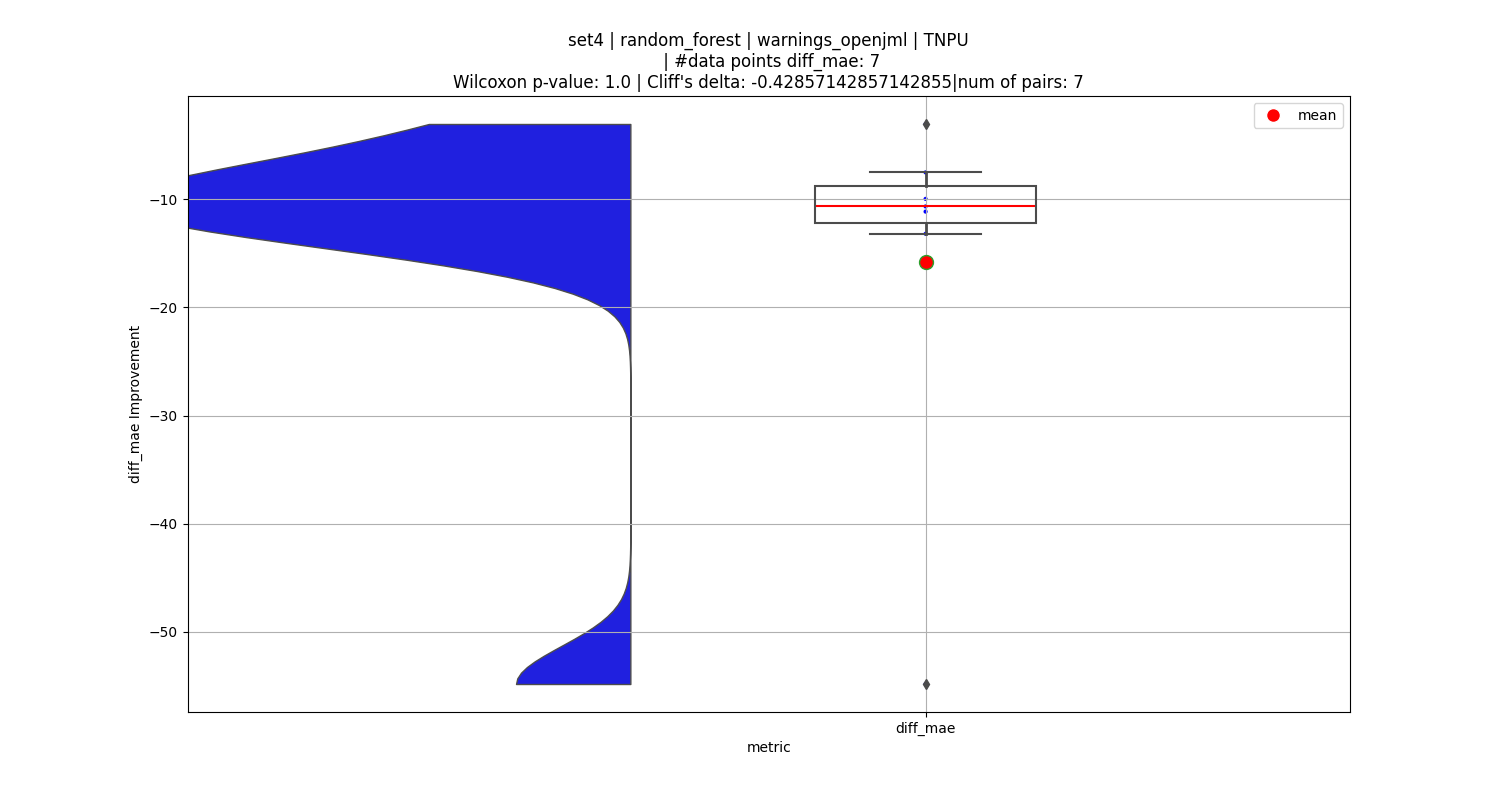 set4 | random_forest | warnings_openjml | TNPU
| #data points diff_mae: 7
Wilcoxon p-value: 1.0 | Cliff's delta: -0.42857142857142855|num of pairs: 7
mean
−10
−20
−30
−40
−50
diff_mae Improvement
diff_mae
metric